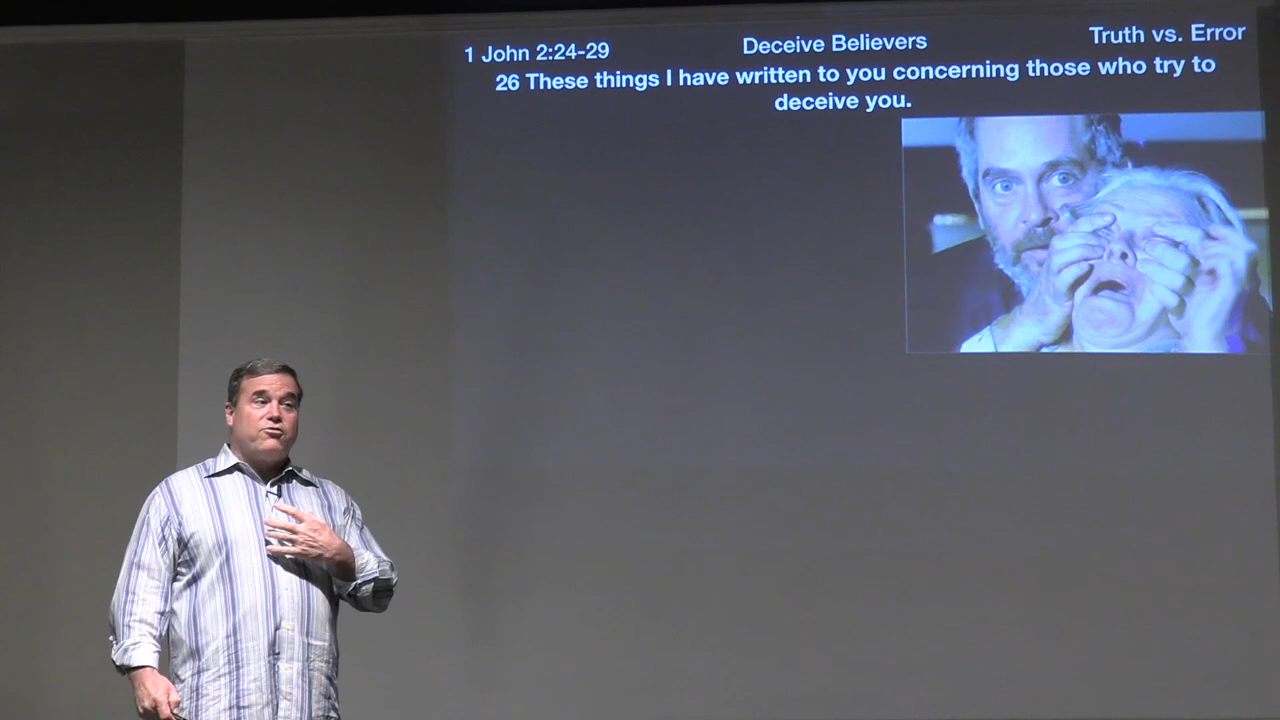 1 John 2:24-29 Deceive Believers Truth vs. Error
26 These things I have written to you concerning those who try to
deceive you.